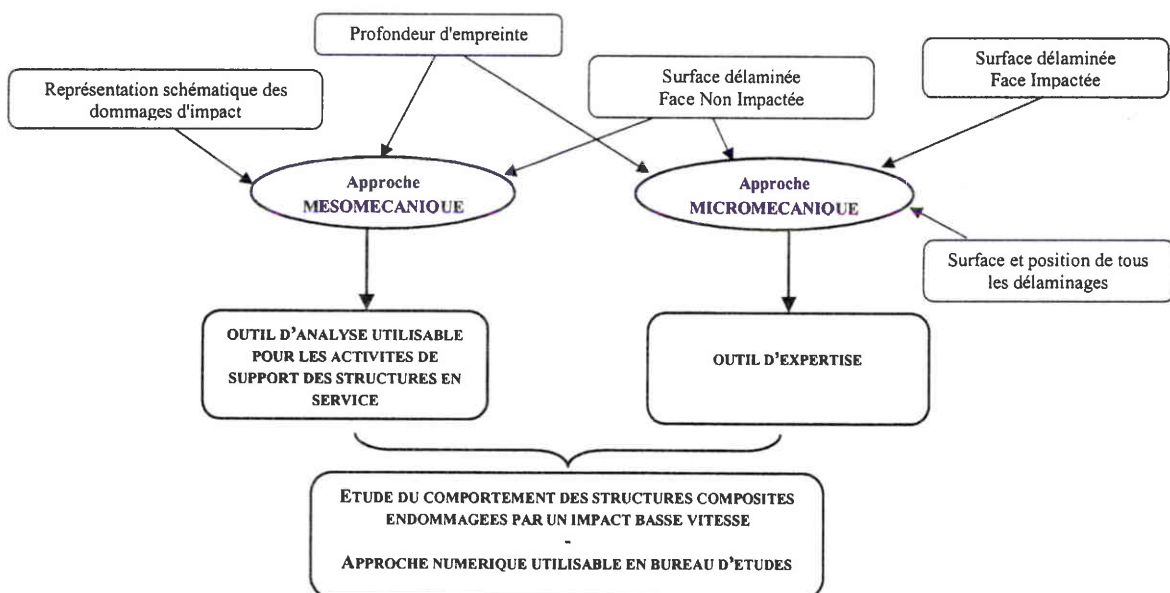 Profondeur d'empreinte
Surface délaminée
Face Impactée
Surface délaminée
Face Non Impactée
Représentation schématique des
dommages d'impact
Approche
MESOMECANIQUE
Approche
MICROMECANIQUE
Surface et position de tous
les délaminages
OUTIL D'ANALYSE UTILISABLE
POUR LES ACTIVITES DE
SUPPORT DES STRUCTURES EN
SERVICE
OUTIL D'EXPERTISE
ETUDE DU COMPORTEMENT DES STRUCTURES COMPOSITES
ENDOMMAGEES PAR UN IMPACT BASSE VITESSE
-
APPROCHE NUMERIQUE UTILISABLE EN BUREAU D'ETUDES